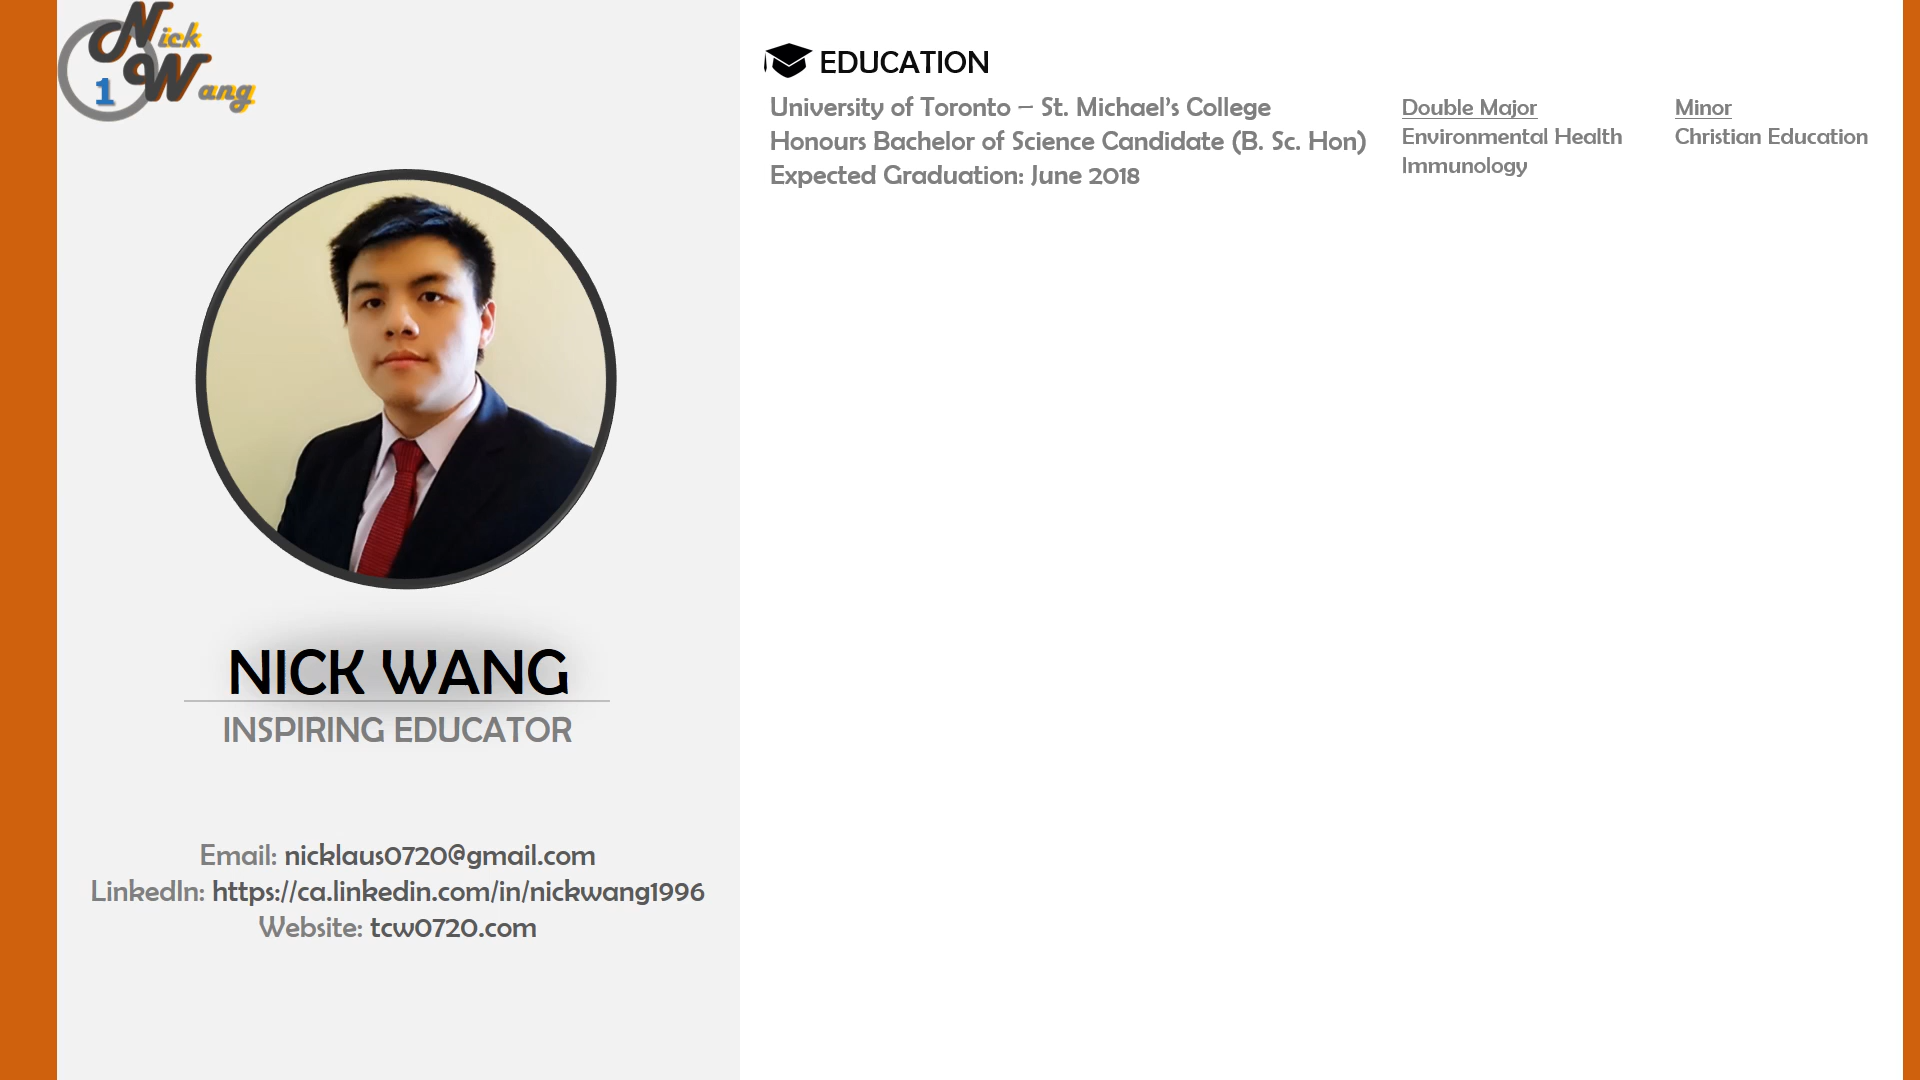 Nick
Wang
1
NICK WANG
INSPIRING EDUCATOR
Email: nicklaus0720@gmail.com
LinkedIn: https://ca.linkedin.com/in/nickwang1996
Website: tcw0720.com
EDUCATION
University of Toronto – St. Michael’s College
Honours Bachelor of Science Candidate (B. Sc. Hon)
Expected Graduation: June 2018
Double Major
Environmental Health
Immunology
Minor
Christian Education